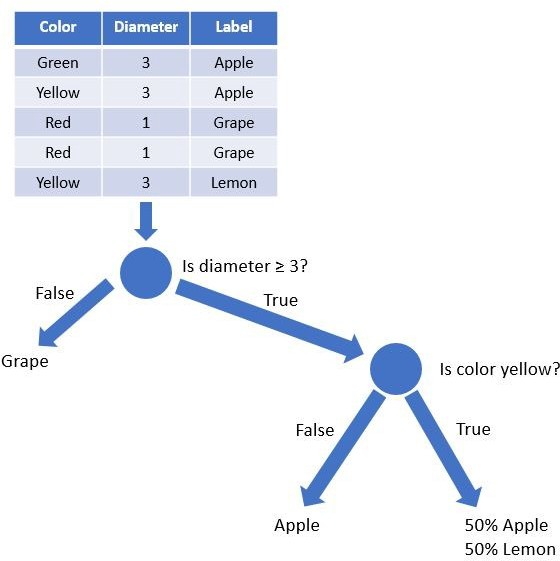 Color Diameter Label
Green 3 Apple
Yellow 3 Apple
Red 1 Grape
Red 1 Grape
Yellow 3 Lemon
Is diameter ≥ 3?
False
True
Grape
Is color yellow?
False
True
Apple
50% Apple
50% Lemon